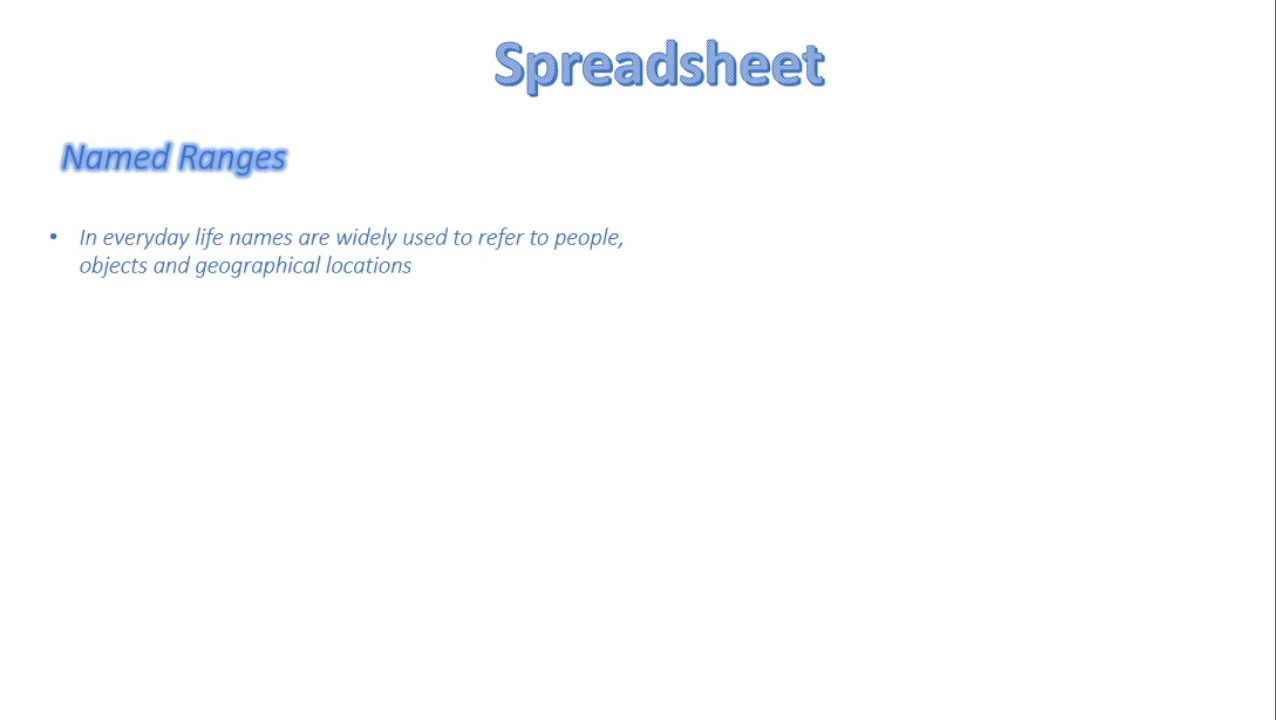 Spreadsheet
Named Ranges
• In everyday life names are widely used to refer to people,
objects and geographical locations